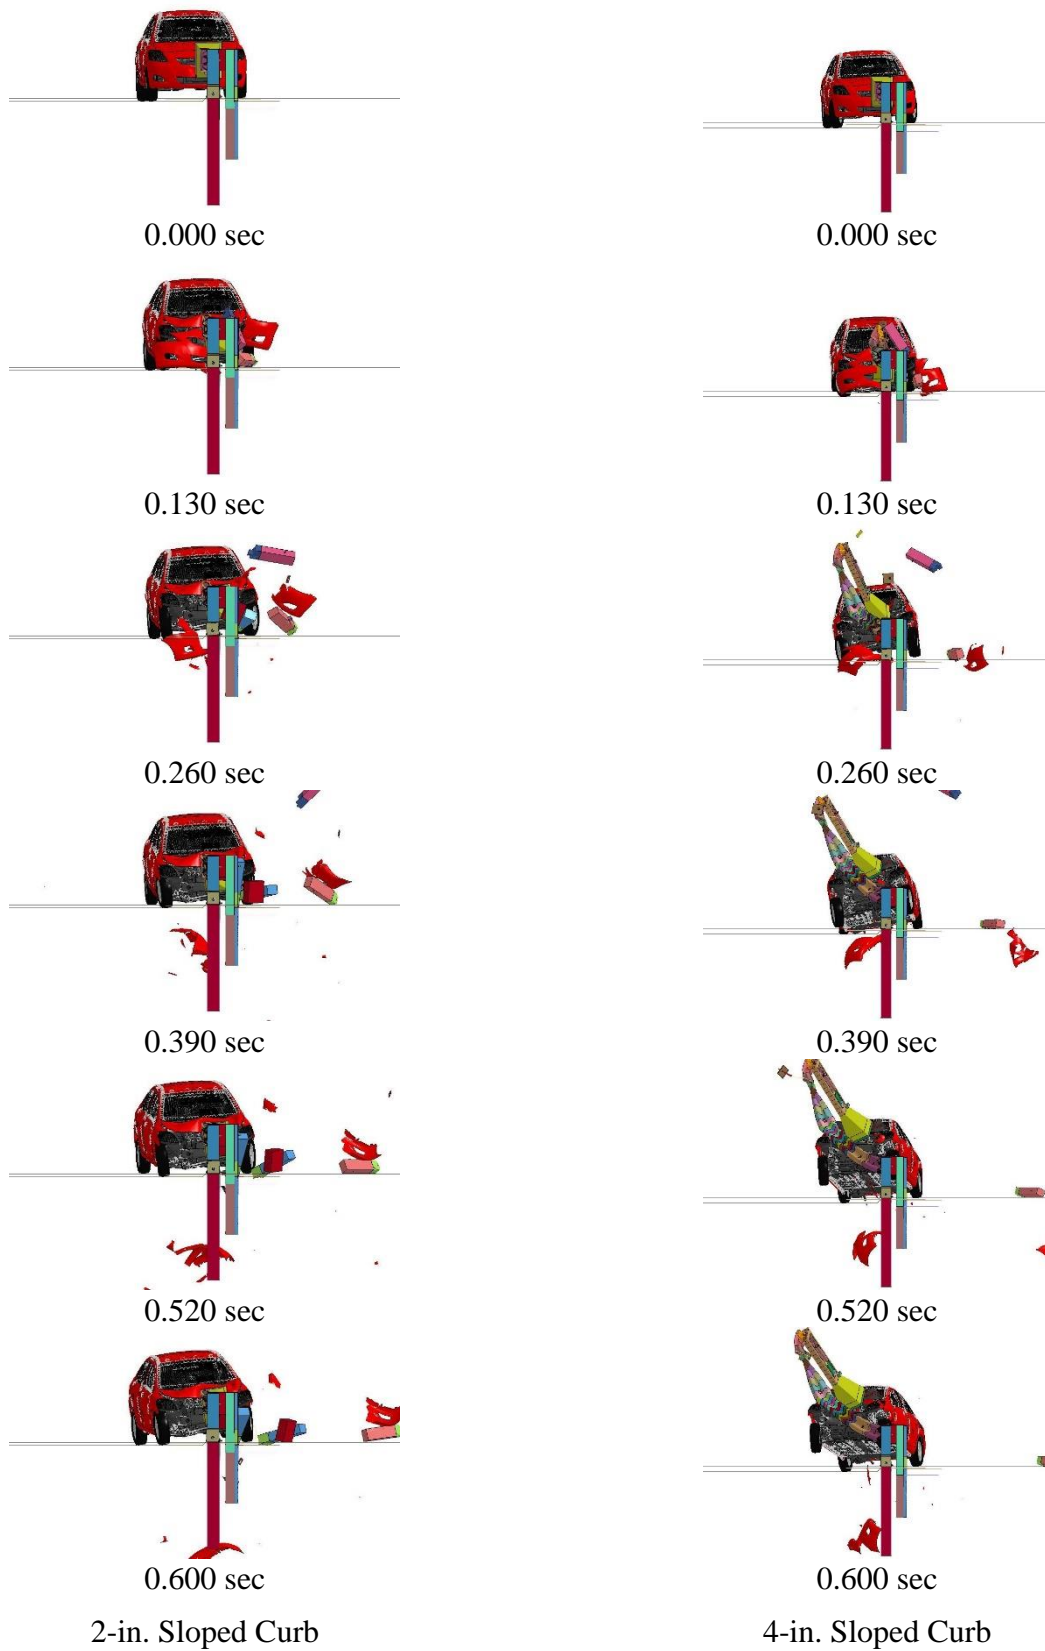 0.000 sec 0.000 sec
0.130 sec 0.130 sec
0.260 sec 0.260 sec
0.390 sec 0.390 sec
0.520 sec 0.520 sec
0.600 sec 0.600 sec
2-in. Sloped Curb 4-in. Sloped Curb